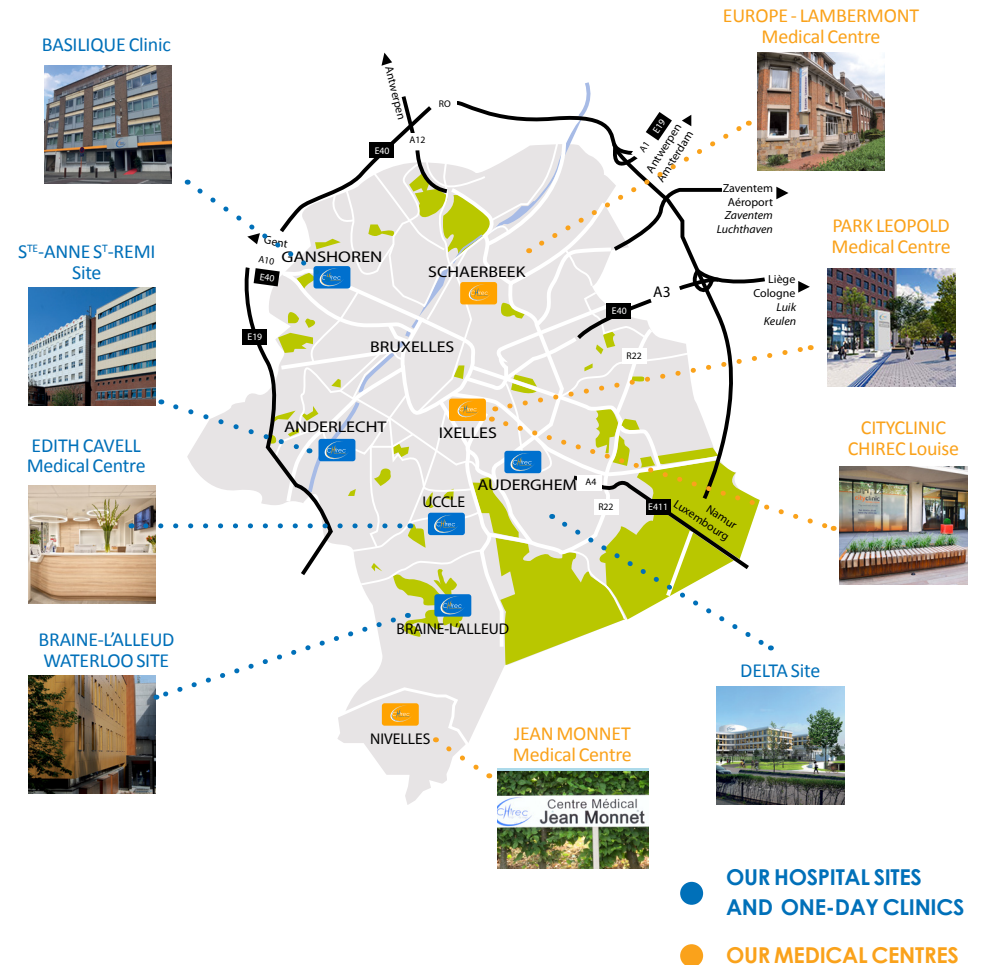 EUROPE - LAMBERMONT
Medical Centre
BASILIQUE Clinic
Antwerpen
RO
A12
E40
A1 E19
Antwerpen
Amsterdam
Zaventem
Aéroport
Zaventem
Luchthaven
PARK LEOPOLD
Medical Centre
STE-ANNE ST-REMI
Site
Gent
A10
E40
GANSHOREN
SCHAERBEEK
Liège
Cologne
Luik
Keulen
A3
E40
E19
BRUXELLES
R22
ANDERLECHT
IXELLES
CITYCLINIC
CHIREC Louise
EDITH CAVELL
Medical Centre
AUDERGHEM
A4
UCCLE
R22
E411
Namur
Luxembourg
BRAINE-L'ALLEUD
WATERLOO SITE
BRAINE-L'ALLEUD
DELTA Site
NIVELLES
JEAN MONNET
Medical Centre
CHirec
Centre Médical
Jean Monnet
OUR HOSPITAL SITES
AND ONE-DAY CLINICS
OUR MEDICAL CENTRES